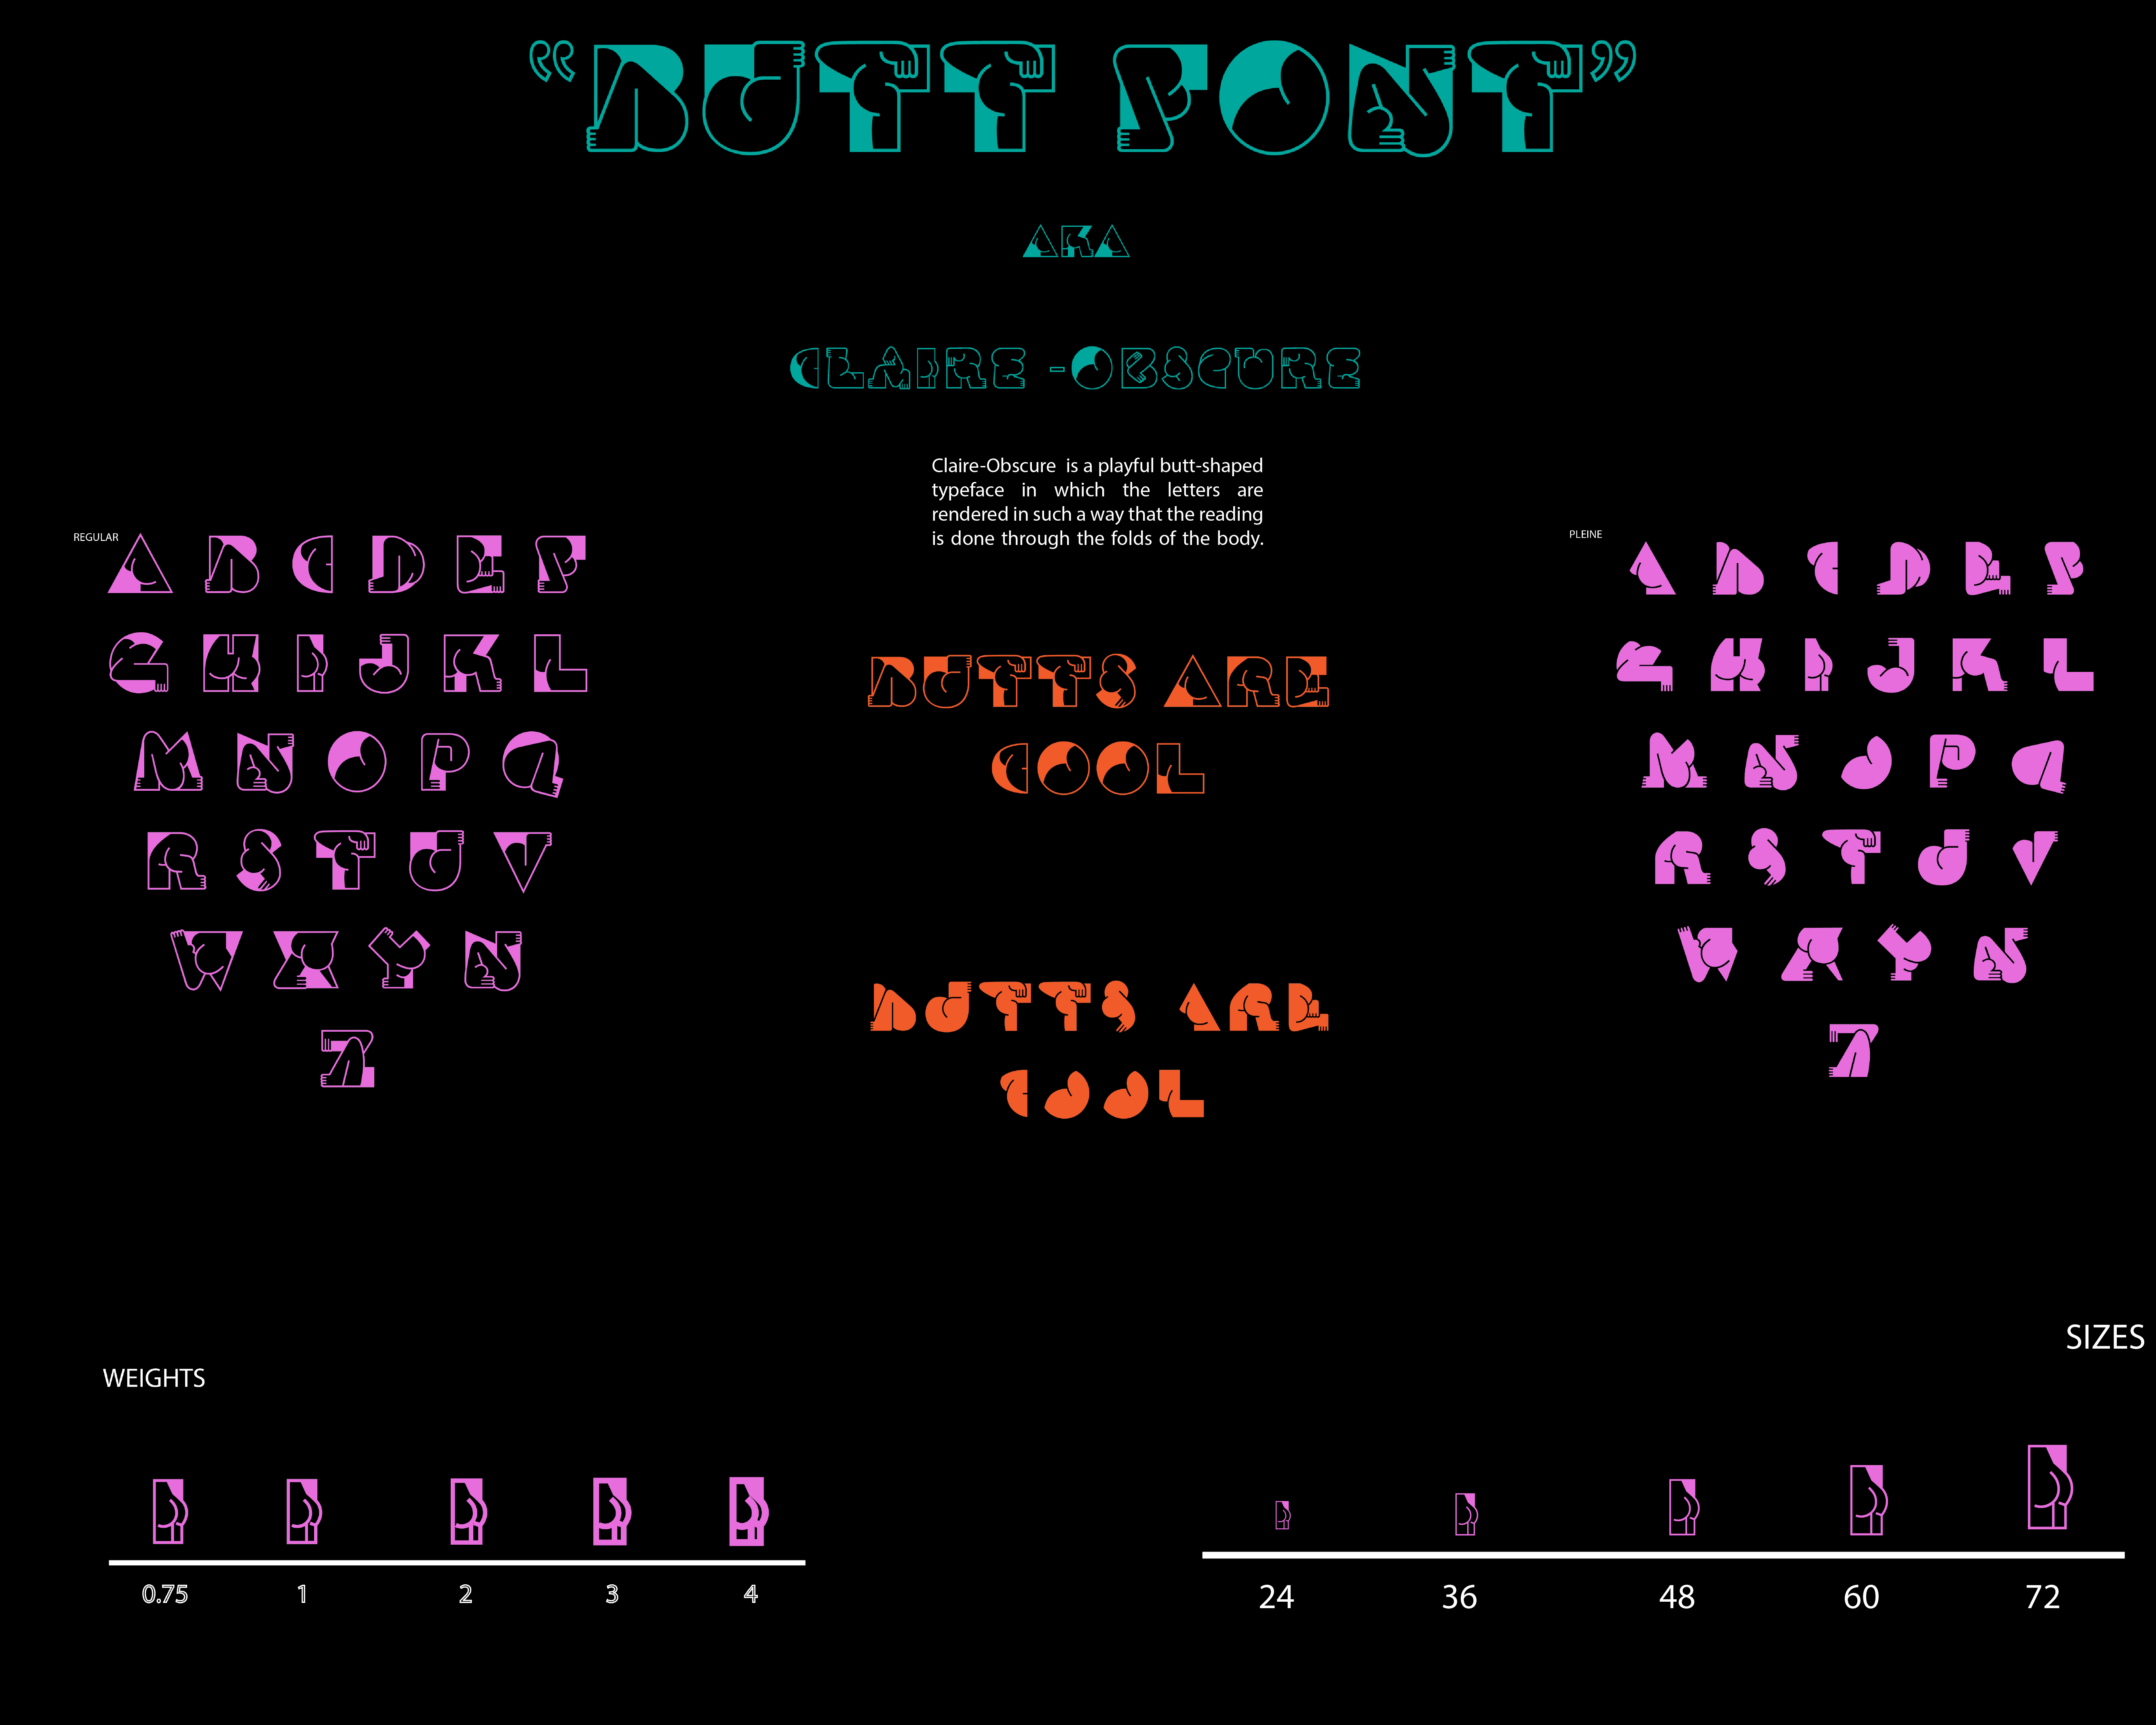 “BUTT FONT”
AKA
CLAIRE -OBSCURE
Claire-Obscure is a playful butt-shaped
typeface in which the letters are
rendered in such a way that the reading
is done through the folds of the body.
REGULAR
A B C D E F
G H I J K L
M N O P Q
R S T U V
W X Y N
Z
BUTTS ARE
COOL
BUTTS ARE
COOL
PLEINE
A B C D E F
G H I J K L
M N O P Q
R S T U V
W X Y N
Z
WEIGHTS
I I I I I
0.75 1 2 3 4
SIZES
I I I I I
24 36 48 60 72